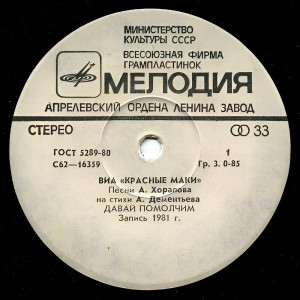 МИНИСТЕРСТВО
КУЛЬТУРЫ СССР
ВСЕСОЮЗНАЯ ФИРМА
ГРАМПЛАСТИНОК
МЕЛОДИЯ
АПРЕЛЕВСКИЙ ОРДЕНА ЛЕНИНА ЗАВОД
СТЕРЕО 33
ГОСТ 5289-80 1
С62—16359 Гр. 3. 0-85
ВИА «КРАСНЫЕ МАКИ»
Песни А. Хоралова
на стихи А. Дементьева
ДАВАЙ ПОМОЛЧИМ
Запись 1981 г.